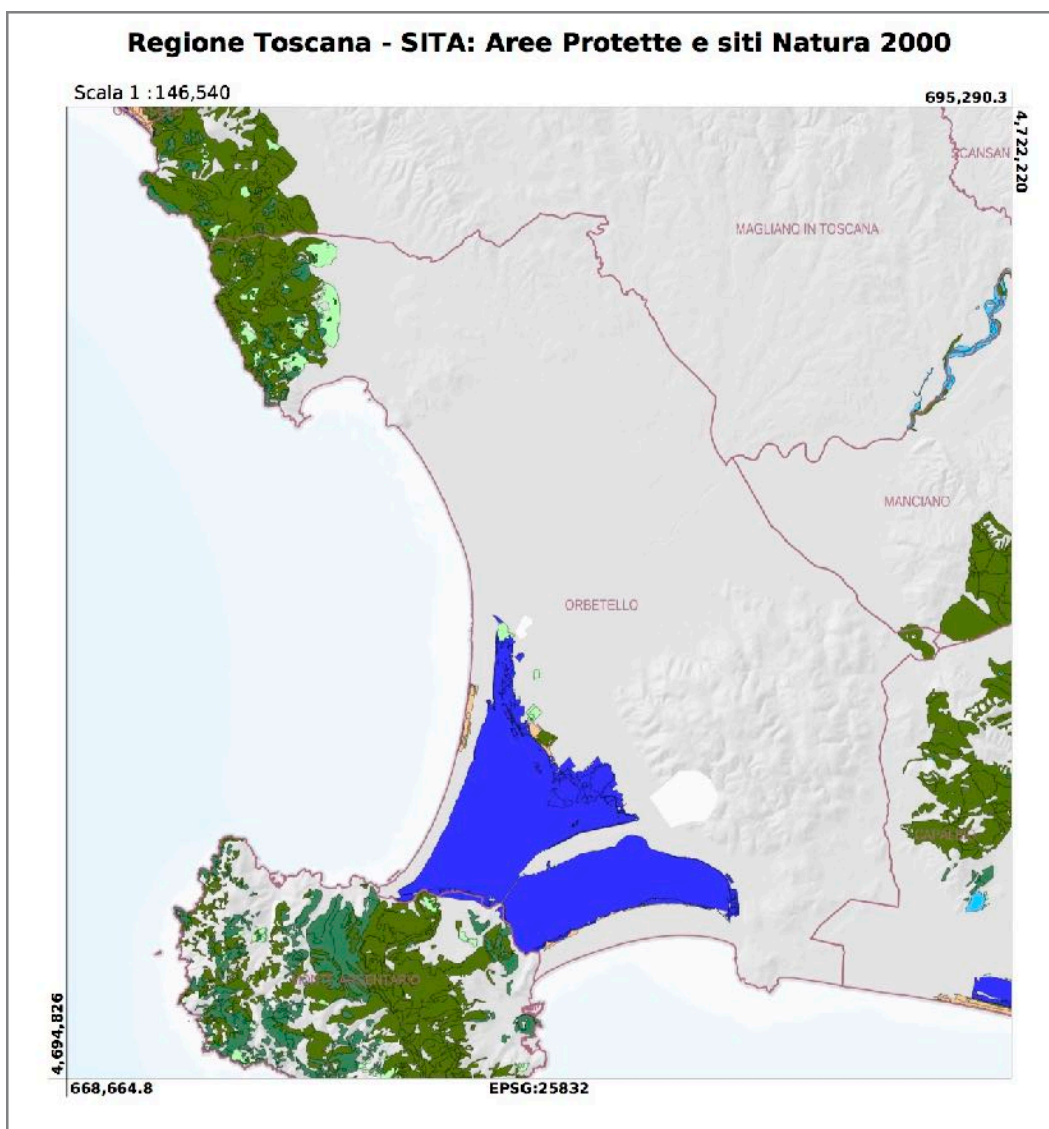 Regione Toscana - SITA: Aree Protette e siti Natura 2000
Scala 1 :146,540
695,290.3
4,722,220
SCANSAN
MAGLIANO IN TOSCANA
MANCIANO
ORBETELLO
4,694,826
668,664.8
EPSG:25832